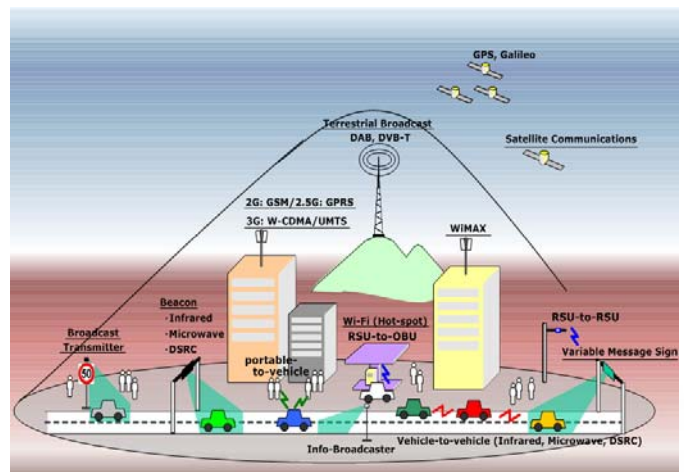 GPS, Galileo
Terrestrial Broadcast
DAB, DVB-T
Satellite Communications
2G: GSM/2.5G: GPRS
3G: W-CDMA/UMTS
WiMAX
Beacon
·Infrared
·Microwave
·DSRC
Broadcast
Transmitter
50
Wi-Fi (Hot-spot)
RSU-to-OBU
RSU-to-RSU
Variable Message Sign
portable-
to-vehicle
Info-Broadcaster
Vehicle-to-vehicle (Infrared, Microwave, DSRC)